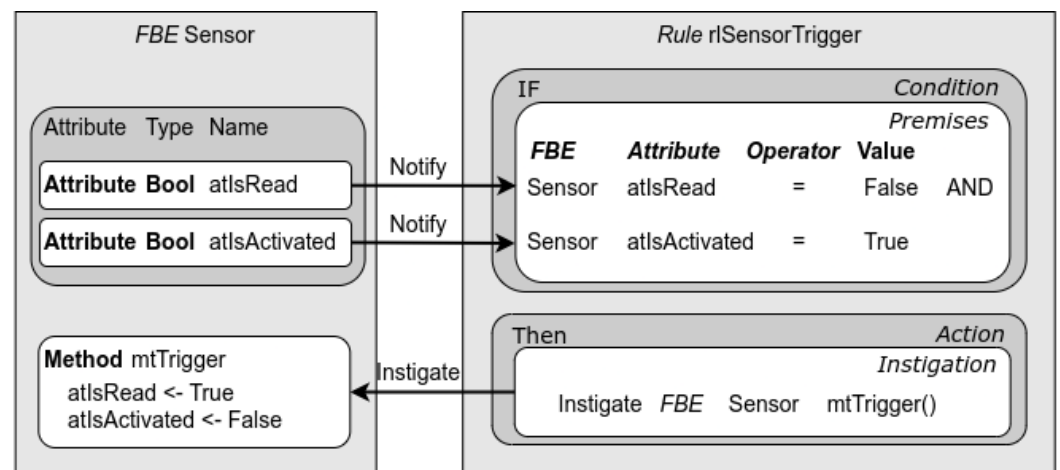 FBE Sensor
Attribute Type Name
Attribute Bool atIsRead
Attribute Bool atIsActivated
Method mtTrigger
atIsRead <- True
atIsActivated <- False
Notify
Notify
Instigate
Rule rlSensorTrigger
IF Condition
Premises
FBE Attribute Operator Value
Sensor atIsRead = False AND
Sensor atIsActivated = True
Then Action
Instigation
Instigate FBE Sensor mtTrigger()